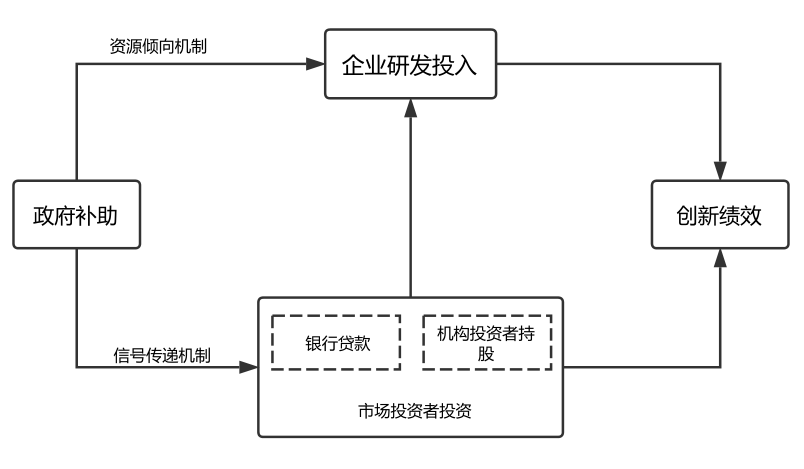 资源倾向机制
企业研发投入
政府补助
创新绩效
信号传递机制
银行贷款
机构投资者持
股
市场投资者投资